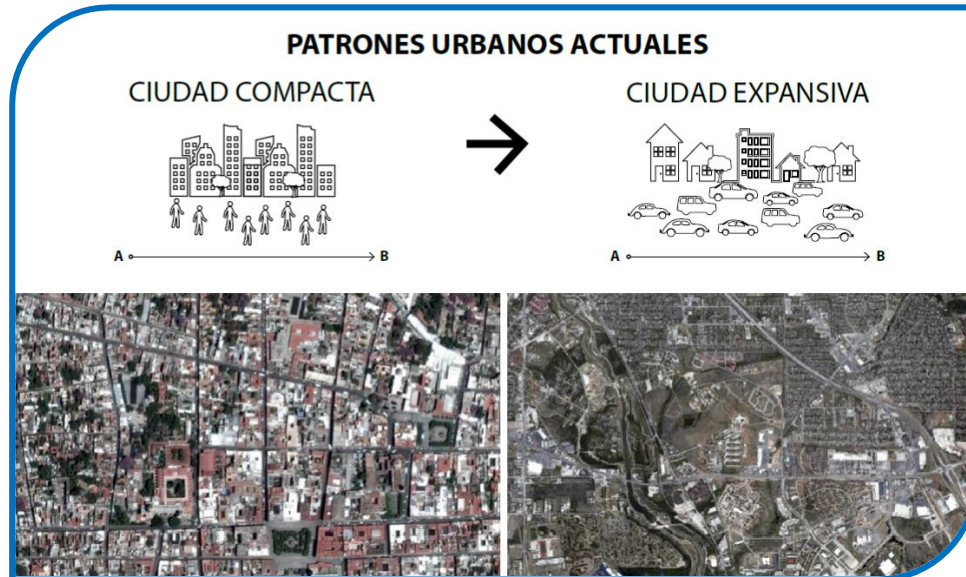 PATRONES URBANOS ACTUALES
CIUDAD COMPACTA
CIUDAD EXPANSIVA
A B
A B